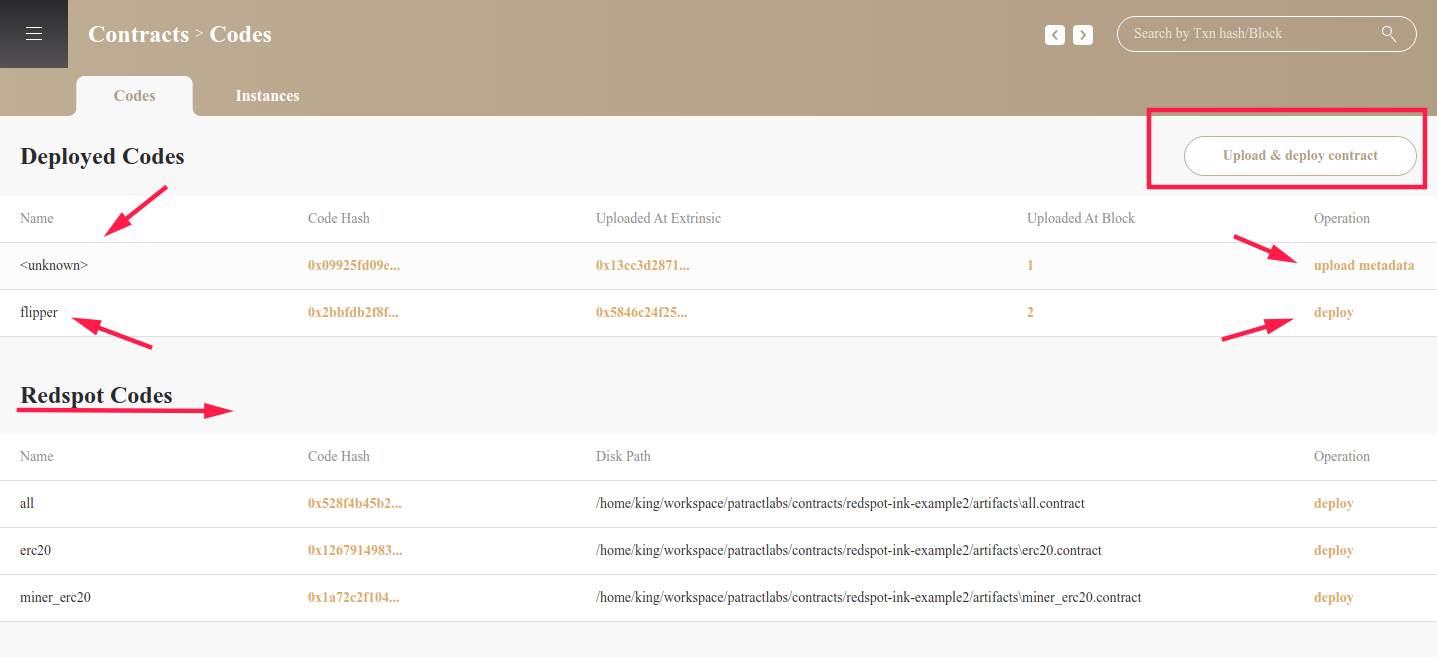 Contracts > Codes
Search by Txn hash/Block
Codes Instances
Deployed Codes
Upload & deploy contract
Name Code Hash Uploaded At Extrinsic Uploaded At Block Operation
<unknown> 0x09925fd09e... 0x13cc3d2871... 1 upload metadata
flipper 0x2bbfdb2f8f... 0x5846c24f25... 2 deploy
Redspot Codes
Name Code Hash Disk Path Operation
all 0x528f4b45b2... /home/king/workspace/patractlabs/contracts/redspot-ink-example2/artifacts\all.contract deploy
erc20 0x1267914983... /home/king/workspace/patractlabs/contracts/redspot-ink-example2/artifacts\erc20.contract deploy
miner_erc20 0x1a72c2f104... /home/king/workspace/patractlabs/contracts/redspot-ink-example2/artifacts\miner_erc20.contract deploy